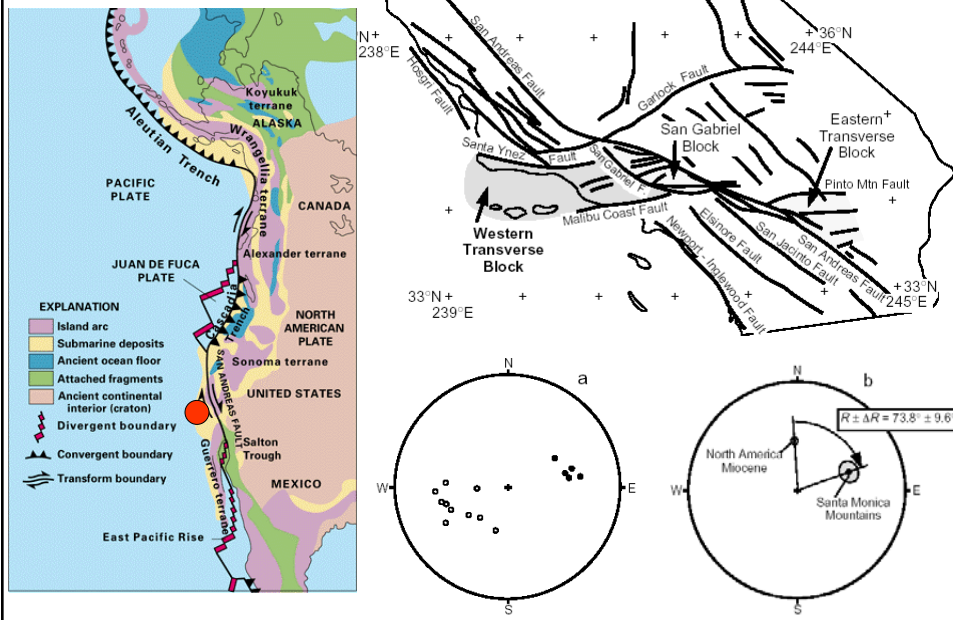 Koyukuk
terrane
ALASKA
Aleutian Trench
Wrangellia terrane
PACIFIC
PLATE
CANADA
Alexander terrane
JUAN DE FUCA
PLATE
Cascadia
Trench
EXPLANATION
Island arc
Submarine deposits
Ancient ocean floor
Attached fragments
Ancient continental
interior (craton)
Divergent boundary
Convergent boundary
Transform boundary
NORTH
AMERICAN
PLATE
Sonoma terrane
SAN ANDREAS FAULT
UNITED STATES
Salton
Trough
Guerrero terrane
MEXICO
East Pacific Rise
N
238°E
36°N
244°E
San Andreas Fault
Hosgri Fault
Garlock Fault
San Gabriel
Block
Eastern
Transverse
Block
Santa Ynez Fault
San Gabriel F.
Pinto Mtn Fault
Malibu Coast Fault
Western
Transverse
Block
Newport - Inglewood Fault
Elsinore Fault
San Jacinto Fault
San Andreas Fault
33°N
239°E
33°N
245°E
a
N
W
E
S
b
N
R ± ΔR = 73.8° ± 9.6°
North America
Miocene
W
E
Santa Monica
Mountains
S